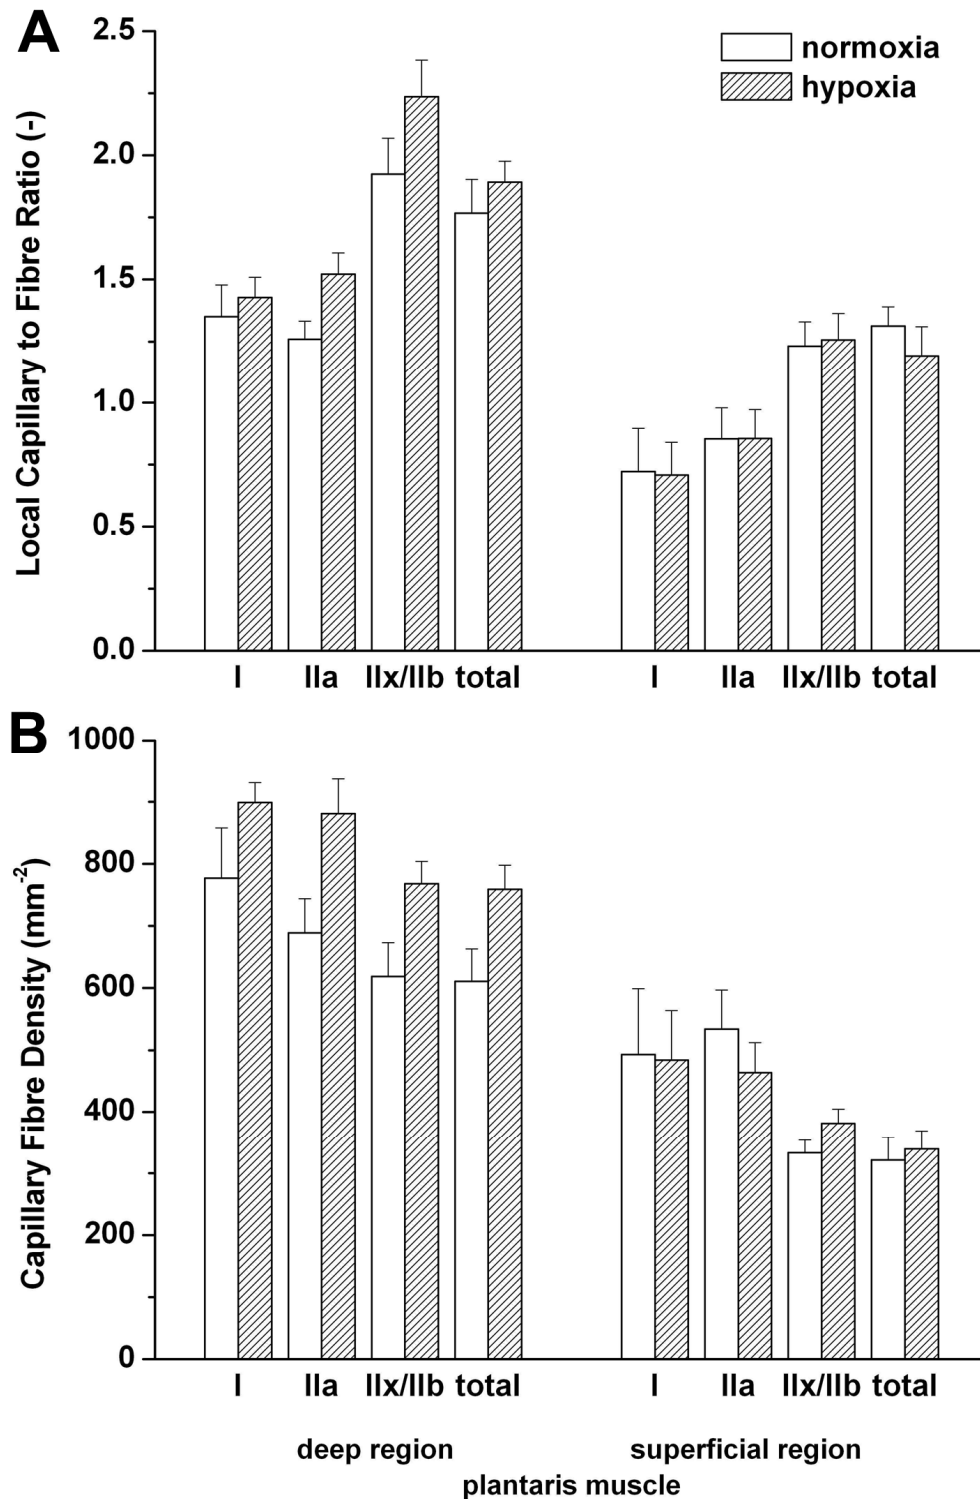 A
Local Capillary to Fibre Ratio (-)
2.5
2.0
1.5
1.0
0.5
0.0
normoxia
hypoxia
I IIa IIx/IIb total I IIa IIx/IIb total
B
Capillary Fibre Density (mm⁻²)
1000
800
600
400
200
0
I IIa IIx/IIb total I IIa IIx/IIb total
deep region superficial region
plantaris muscle